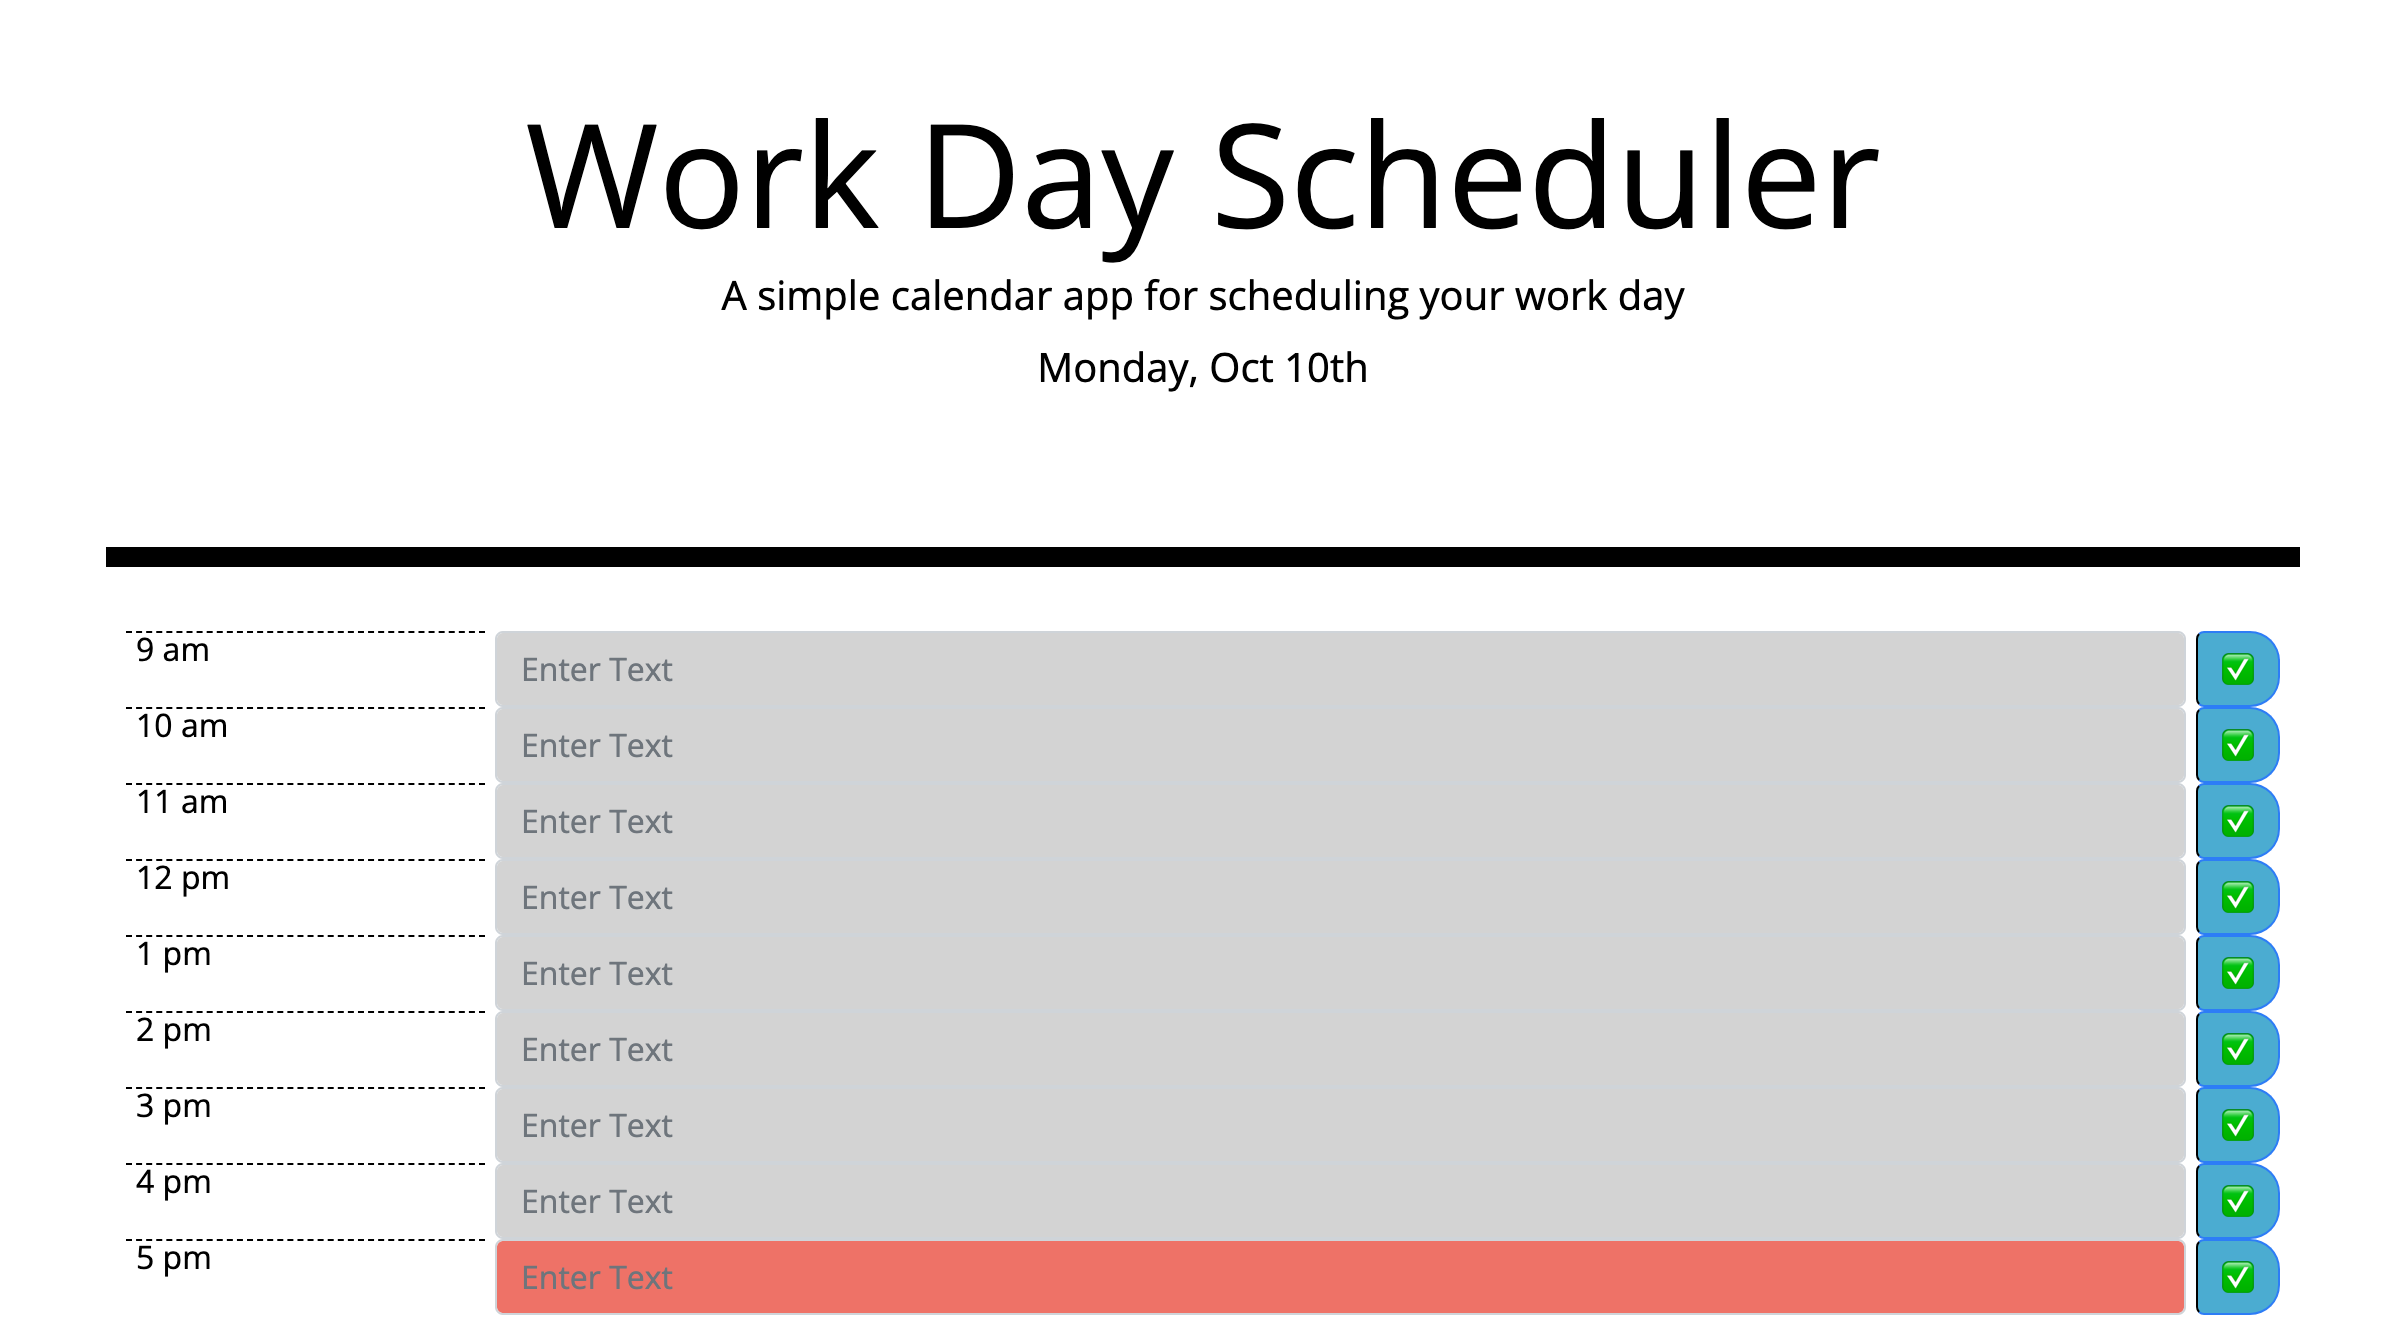 Work Day Scheduler
A simple calendar app for scheduling your work day
Monday, Oct 10th
9 am Enter Text
10 am Enter Text
11 am Enter Text
12 pm Enter Text
1 pm Enter Text
2 pm Enter Text
3 pm Enter Text
4 pm Enter Text
5 pm Enter Text